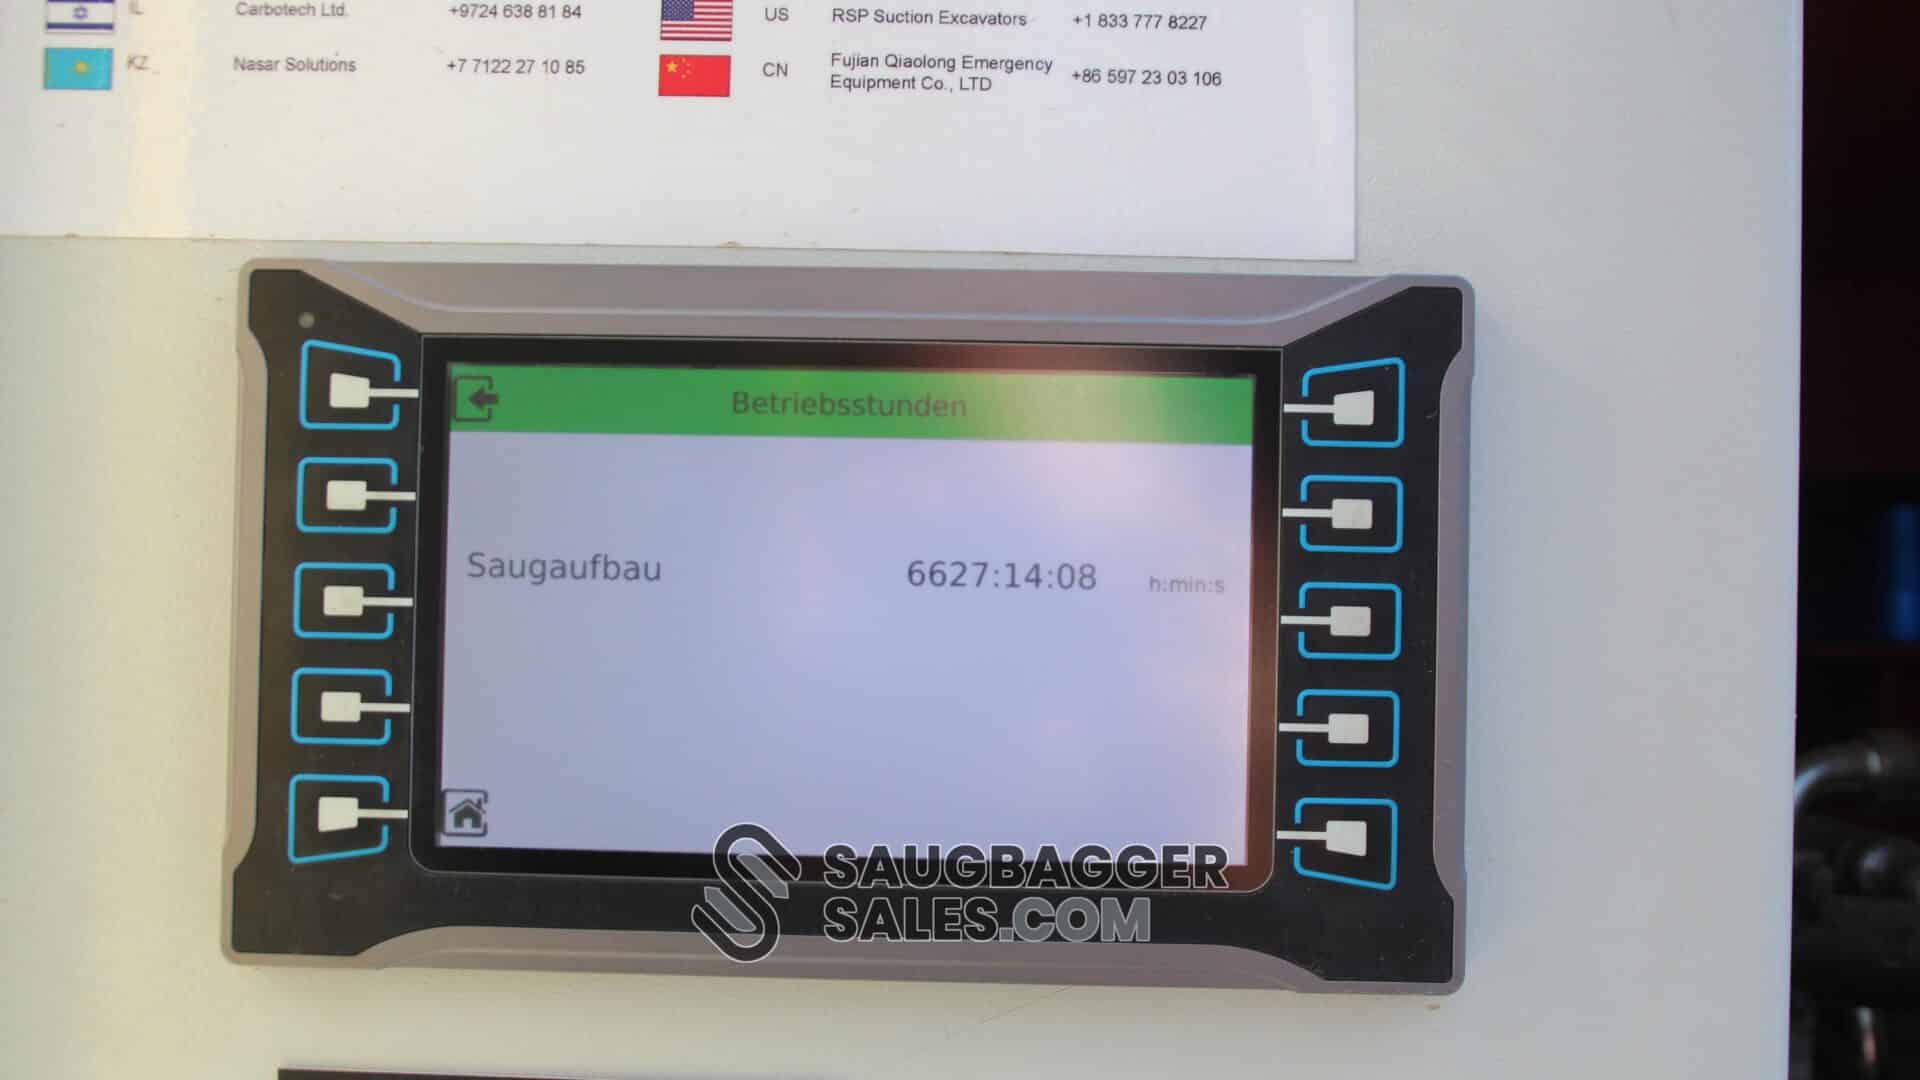 IL Carbotech Ltd. +9724 638 81 84 US RSP Suction Excavators +1 833 777 8227
KZ Nasar Solutions +7 7122 27 10 85 CN Fujian Qiaolong Emergency Equipment Co., LTD +86 597 23 03 106
Betriebsstunden
Saugaufbau 6627:14:08 h:min:s
SAUGBAGGER
SALES.COM